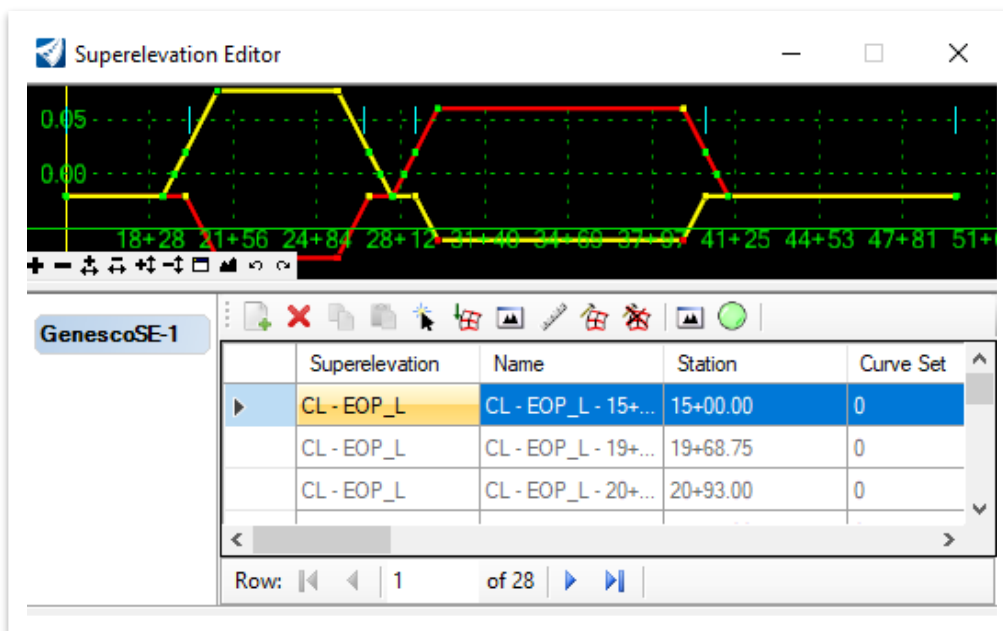 Superelevation Editor
0.05
0.00
18+28 21+56 24+84 28+12 31+40 34+69 37+97 41+25 44+53 47+81
GenescoSE-1
Superelevation Name Station Curve Set
CL - EOP_L CL - EOP_L - 15+... 15+00.00 0
CL - EOP_L CL - EOP_L - 19+... 19+68.75 0
CL - EOP_L CL - EOP_L - 20+... 20+93.00 0
Row: 1 of 28